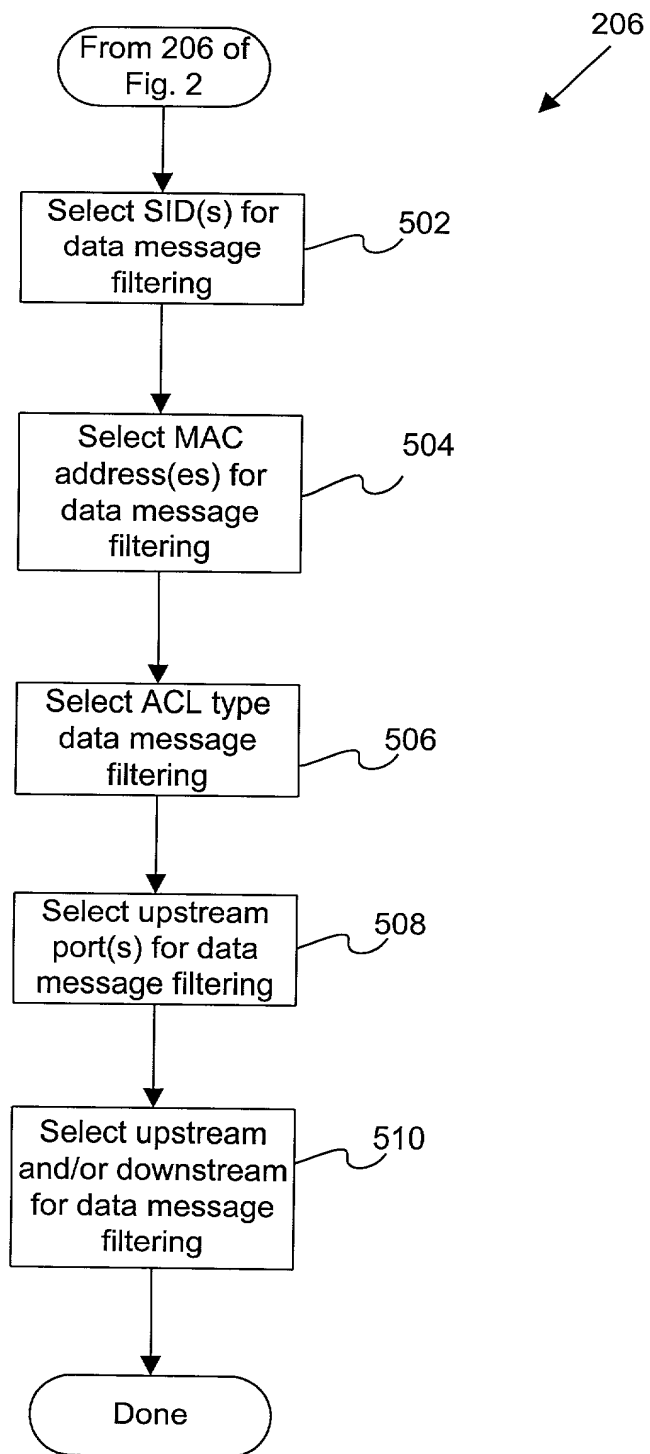 From 206 of
Fig. 2
206
Select SID(s) for
data message
filtering
502
Select MAC
address(es) for
data message
filtering
504
Select ACL type
data message
filtering
506
Select upstream
port(s) for data
message filtering
508
Select upstream
and/or downstream
for data message
filtering
510
Done